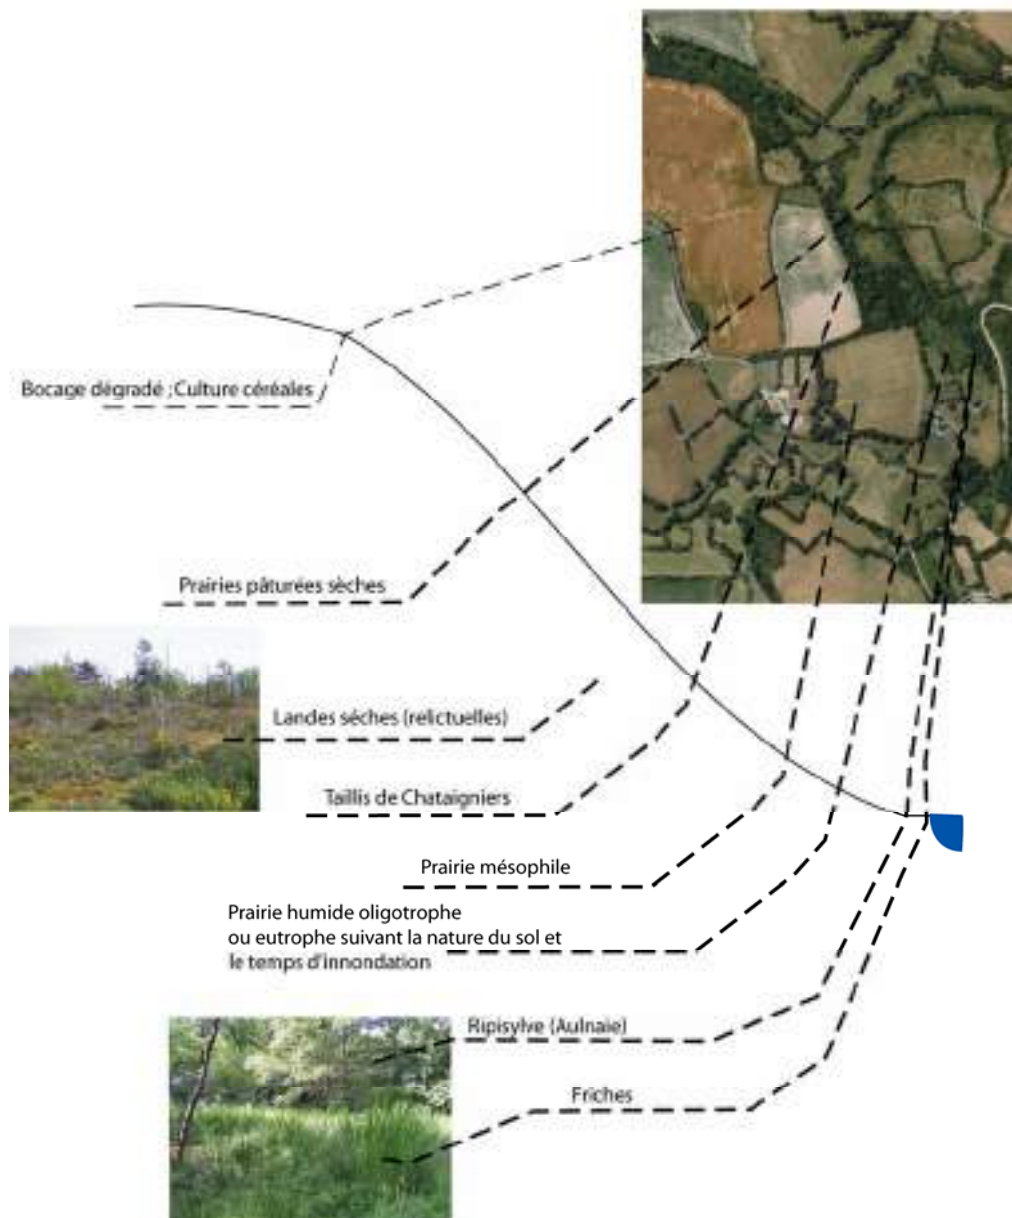 Bocage dégradé ; Culture céréales
Prairies pâturées sèches
Landes sèches (relictuelles)
Taillis de Chataigniers
Prairie mésophile
Prairie humide oligotrophe
ou eutrophe suivant la nature du sol et
le temps d'innondation
Ripisylve (Aulnaie)
Friches